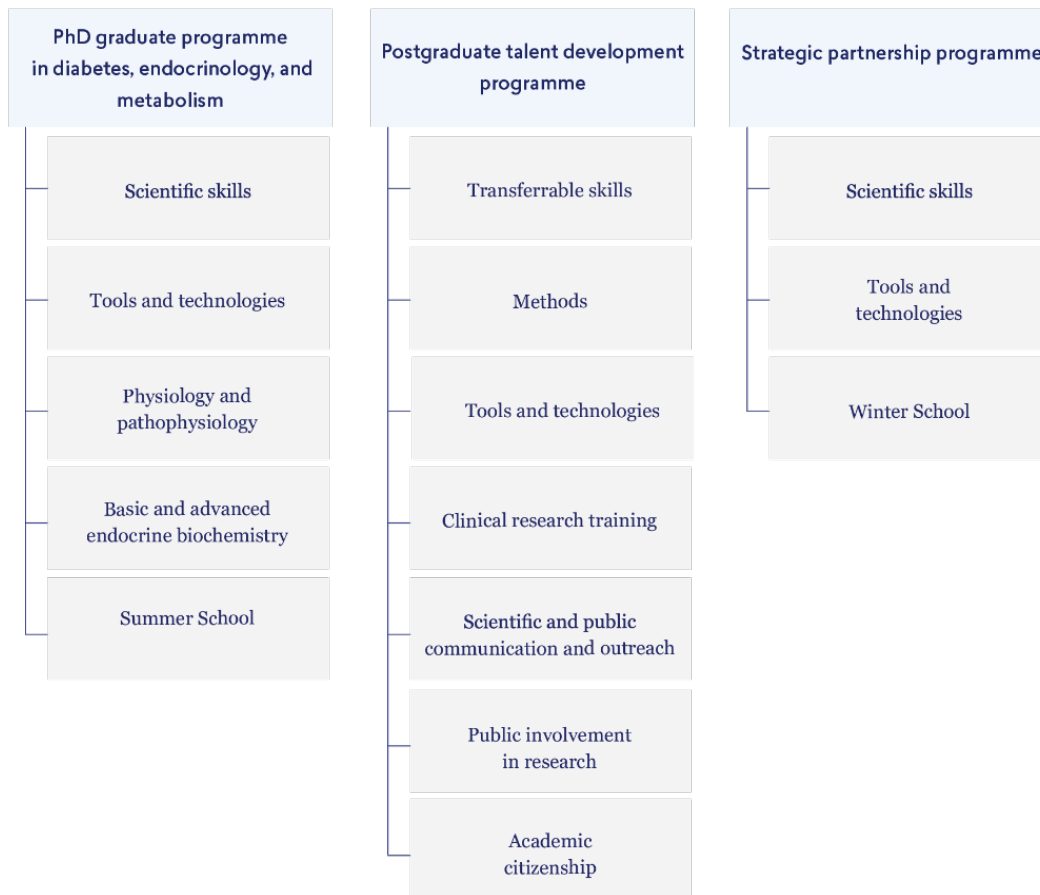 PhD graduate programme
in diabetes, endocrinology, and
metabolism
Scientific skills
Tools and technologies
Physiology and
pathophysiology
Basic and advanced
endocrine biochemistry
Summer School
Postgraduate talent development
programme
Transferrable skills
Methods
Tools and technologies
Clinical research training
Scientific and public
communication and outreach
Public involvement
in research
Academic
citizenship
Strategic partnership programme
Scientific skills
Tools and
technologies
Winter School